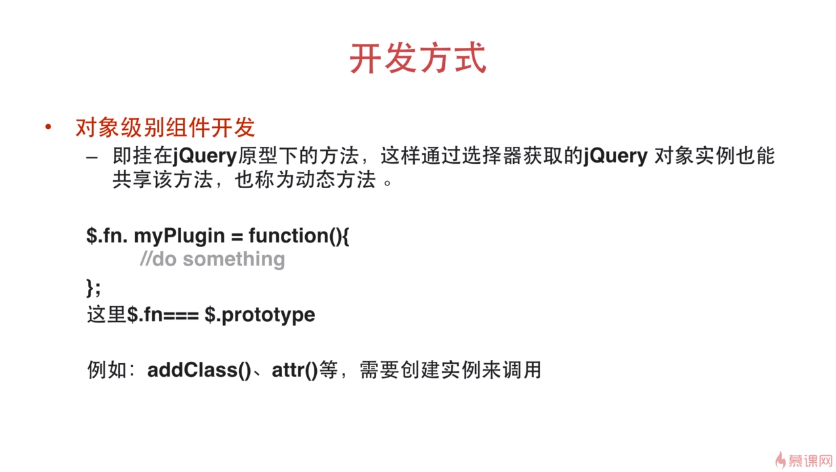 开发方式
• 对象级别组件开发
– 即挂在jQuery原型下的方法，这样通过选择器获取的jQuery 对象实例也能
共享该方法，也称为动态方法 。
$.fn. myPlugin = function(){
//do something
};
这里$.fn=== $.prototype
例如：addClass()、attr()等，需要创建实例来调用
慕课网